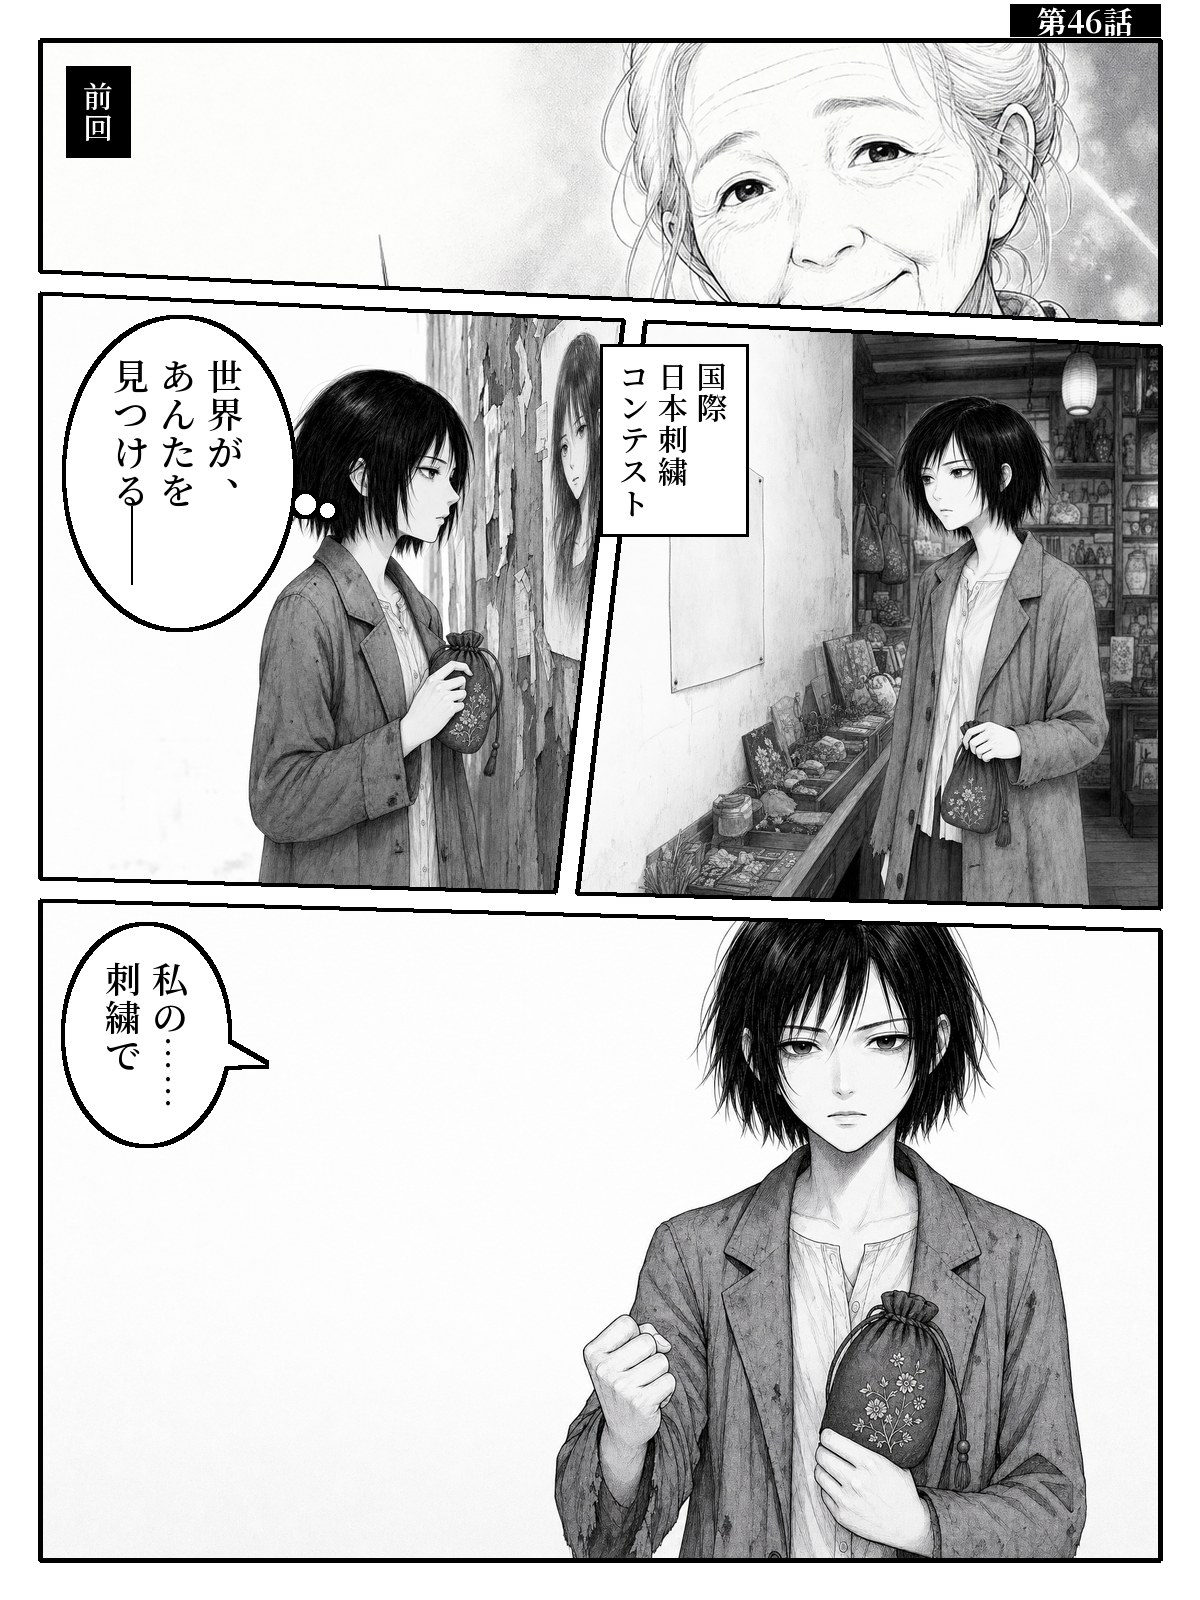 第46話
前回
国際
日本刺繍
コンテスト
世界が、
あんたを
見つける──
私の……
刺繍で